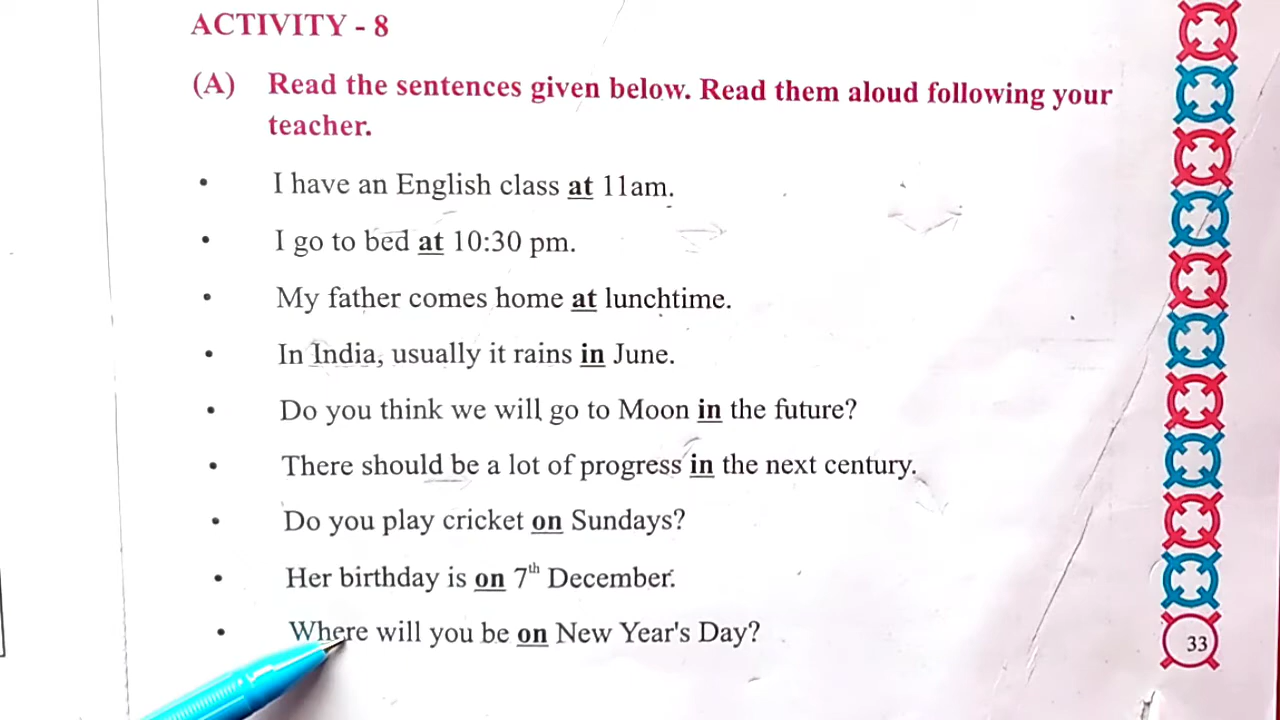 ACTIVITY - 8
(A) Read the sentences given below. Read them aloud following your
teacher.
• I have an English class at 11am.
• I go to bed at 10:30 pm.
• My father comes home at lunchtime.
• In India, usually it rains in June.
• Do you think we will go to Moon in the future?
• There should be a lot of progress in the next century.
• Do you play cricket on Sundays?
• Her birthday is on 7th December.
• Where will you be on New Year's Day?
33